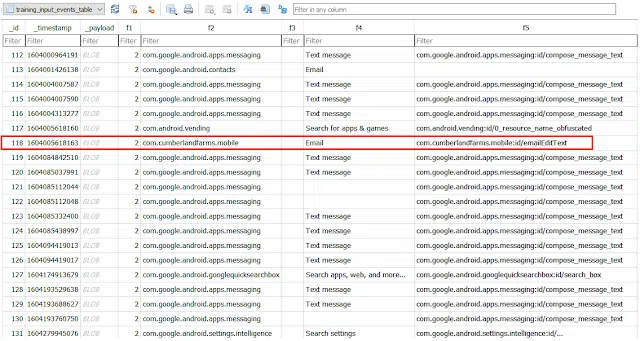 training_input_events_table Filter in any column
_id _timestamp _payload f1 f2 f3 f4 f5
Filter Filter Filter Filter Filter Filter Filter Filter
112 1604000964191 BLOB 2 com.google.android.apps.messaging Text message com.google.android.apps.messaging:id/compose_message_text
113 1604001426138 BLOB 2 com.google.android.contacts Email
114 1604004007587 BLOB 2 com.google.android.apps.messaging Text message com.google.android.apps.messaging:id/compose_message_text
115 1604004007590 BLOB 2 com.google.android.apps.messaging Text message com.google.android.apps.messaging:id/compose_message_text
116 1604004313277 BLOB 2 com.google.android.apps.messaging Text message com.google.android.apps.messaging:id/compose_message_text
117 1604005618160 BLOB 2 com.android.vending Search for apps & games com.android.vending:id/0_resource_name_obfuscated
118 1604005618163 BLOB 2 com.cumberlandfarms.mobile Email com.cumberlandfarms.mobile:id/emailEditText
119 1604084842510 BLOB 2 com.google.android.apps.messaging Text message com.google.android.apps.messaging:id/compose_message_text
120 1604085037991 BLOB 2 com.google.android.apps.messaging Text message com.google.android.apps.messaging:id/compose_message_text
121 1604085112044 BLOB 2 com.google.android.apps.messaging com.google.android.apps.messaging:id/compose_message_text
122 1604085112048 BLOB 2 com.google.android.apps.messaging com.google.android.apps.messaging:id/compose_message_text
123 1604085332400 BLOB 2 com.google.android.apps.messaging Text message com.google.android.apps.messaging:id/compose_message_text
124 1604085438997 BLOB 2 com.google.android.apps.messaging Text message com.google.android.apps.messaging:id/compose_message_text
125 1604094419013 BLOB 2 com.google.android.apps.messaging Text message com.google.android.apps.messaging:id/compose_message_text
126 1604094419017 BLOB 2 com.google.android.apps.messaging Text message com.google.android.apps.messaging:id/compose_message_text
127 1604174913679 BLOB 2 com.google.android.googlequicksearchbox Search apps, web, and more... com.google.android.googlequicksearchbox:id/search_box
128 1604193529638 BLOB 2 com.google.android.apps.messaging Text message com.google.android.apps.messaging:id/compose_message_text
129 1604193688627 BLOB 2 com.google.android.apps.messaging Text message com.google.android.apps.messaging:id/compose_message_text
130 1604193760750 BLOB 2 com.google.android.apps.messaging com.google.android.apps.messaging:id/compose_message_text
131 1604279945076 BLOB 2 com.google.android.settings.intelligence Search settings com.google.android.settings.intelligence:id/...